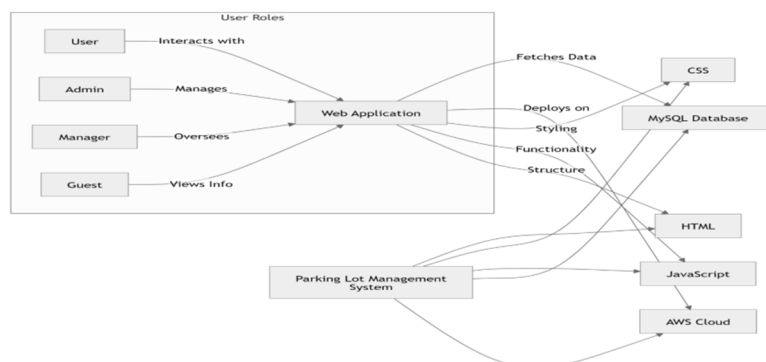 User Roles
User
Interacts with
Admin
Manages
Manager
Oversees
Guest
Views Info
Web Application
Fetches Data
Deploys on
Styling
Functionality
Structure
CSS
MySQL Database
HTML
Parking Lot Management
System
JavaScript
AWS Cloud